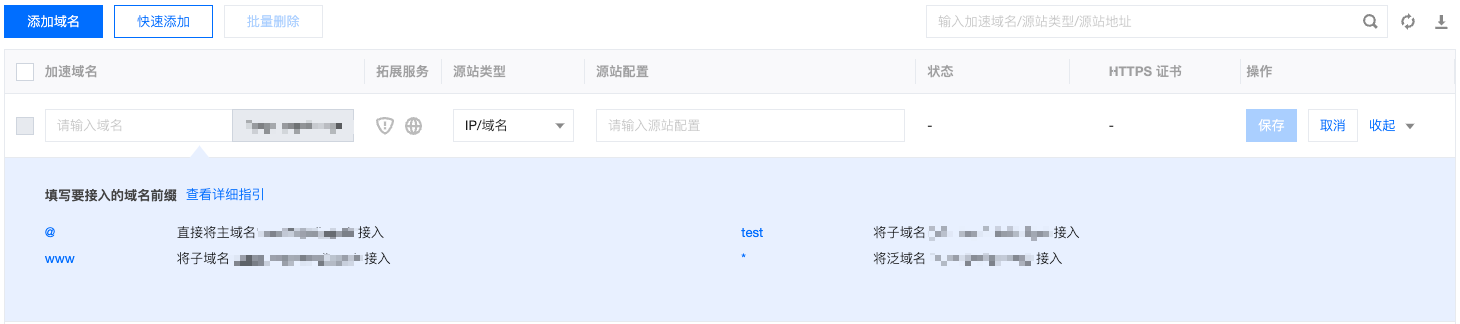 添加域名 快速添加 批量删除 输入加速域名/源站类型/源站地址
加速域名 拓展服务 源站类型 源站配置 状态 HTTPS 证书 操作
请输入域名 IP/域名 请输入源站配置 - - 保存 取消 收起
填写要接入的域名前缀 查看详细指引
@ 直接将主域名 接入 test 将子域名 接入
www 将子域名 接入 * 将泛域名 接入